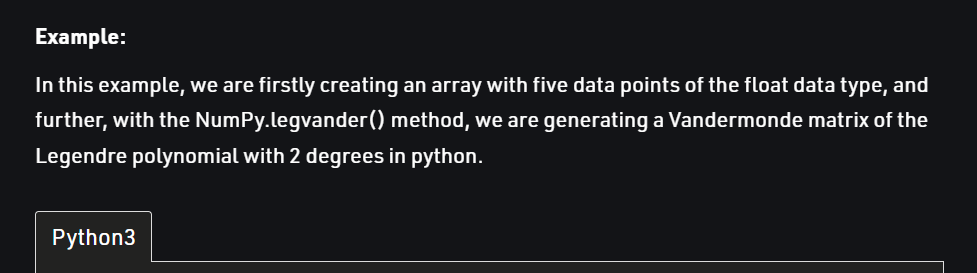 Example:
In this example, we are firstly creating an array with five data points of the float data type, and
further, with the NumPy.legvander() method, we are generating a Vandermonde matrix of the
Legendre polynomial with 2 degrees in python.
Python3